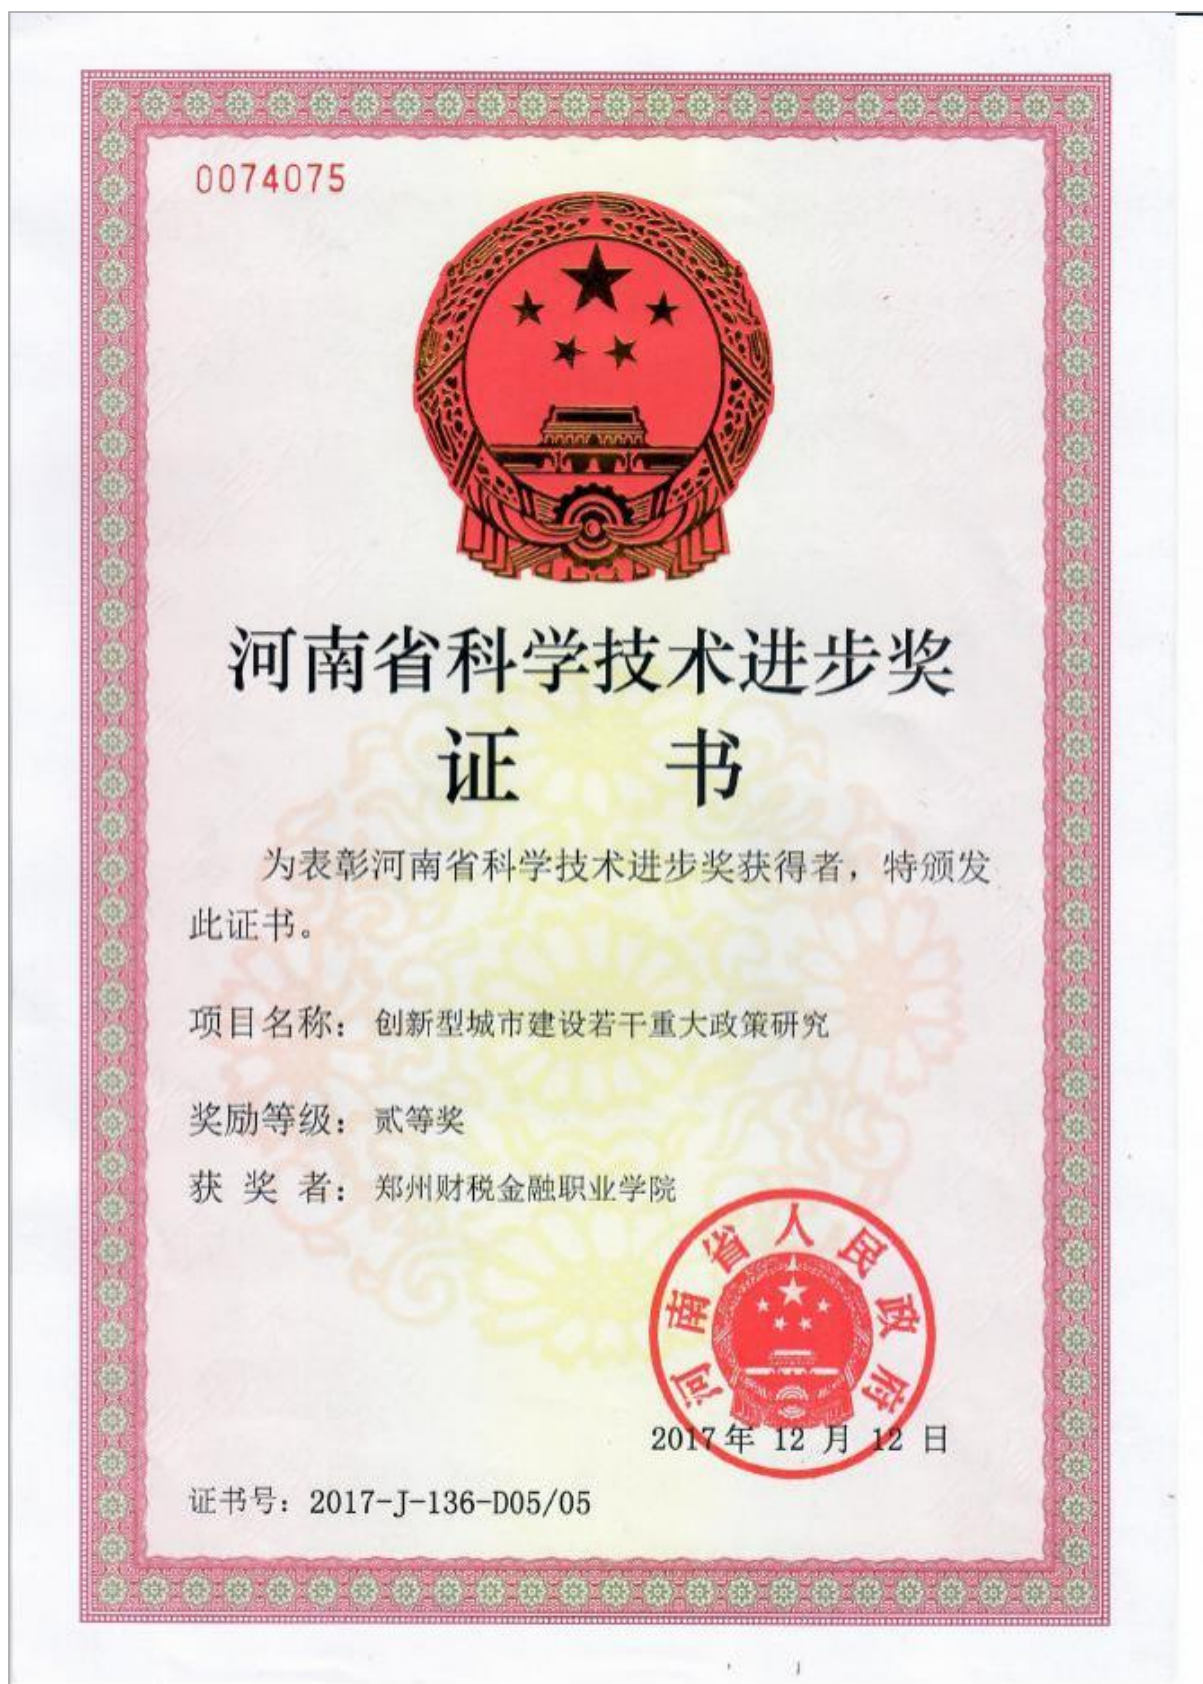 0074075
河南省科学技术进步奖
证 书
为表彰河南省科学技术进步奖获得者，特颁发
此证书。
项目名称：创新型城市建设若干重大政策研究
奖励等级：贰等奖
获 奖 者：郑州财税金融职业学院
河南省人民政府
2017年 12 月 12 日
证书号：2017-J-136-D05/05